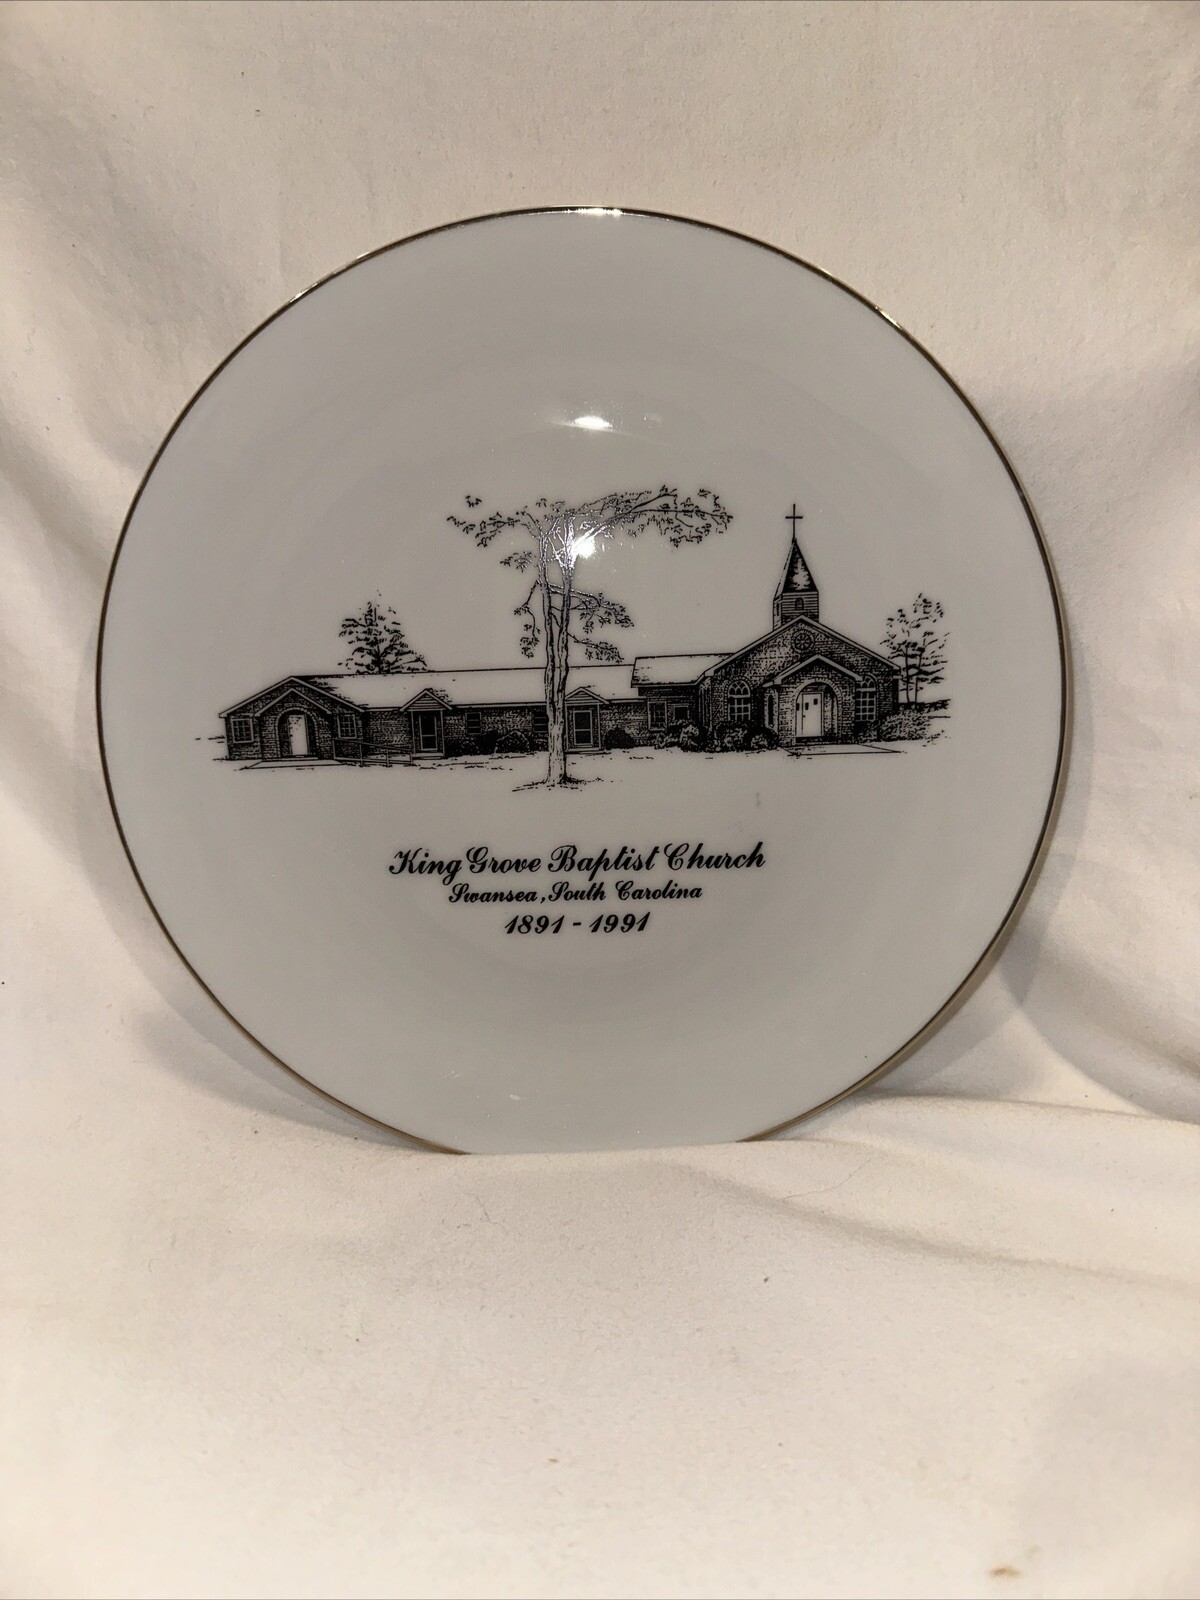 King Grove Baptist Church
Swansea, South Carolina
1891 - 1991